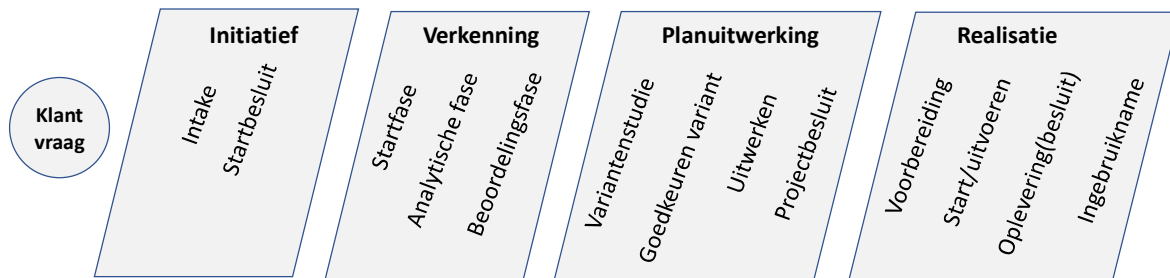 Klant
vraag
Initiatief
Intake
Startbesluit
Verkenning
Startfase
Analytische fase
Beoordelingsfase
Planuitwerking
Variantenstudie
Goedkeuren variant
Uitwerken
Projectbesluit
Realisatie
Voorbereiding
Start/uitvoeren
Oplevering(besluit)
Ingebruikname